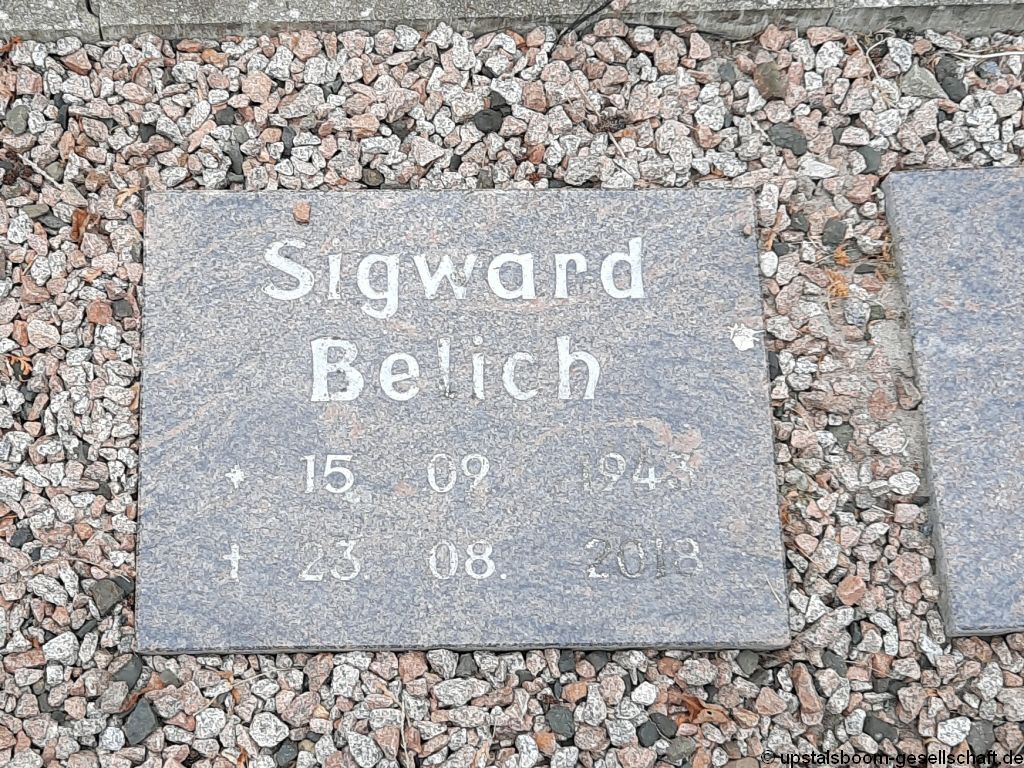 Sigward
Belich
* 15 09 1943
† 23. 08. 2018
© upstalsboom-gesellschaft.de